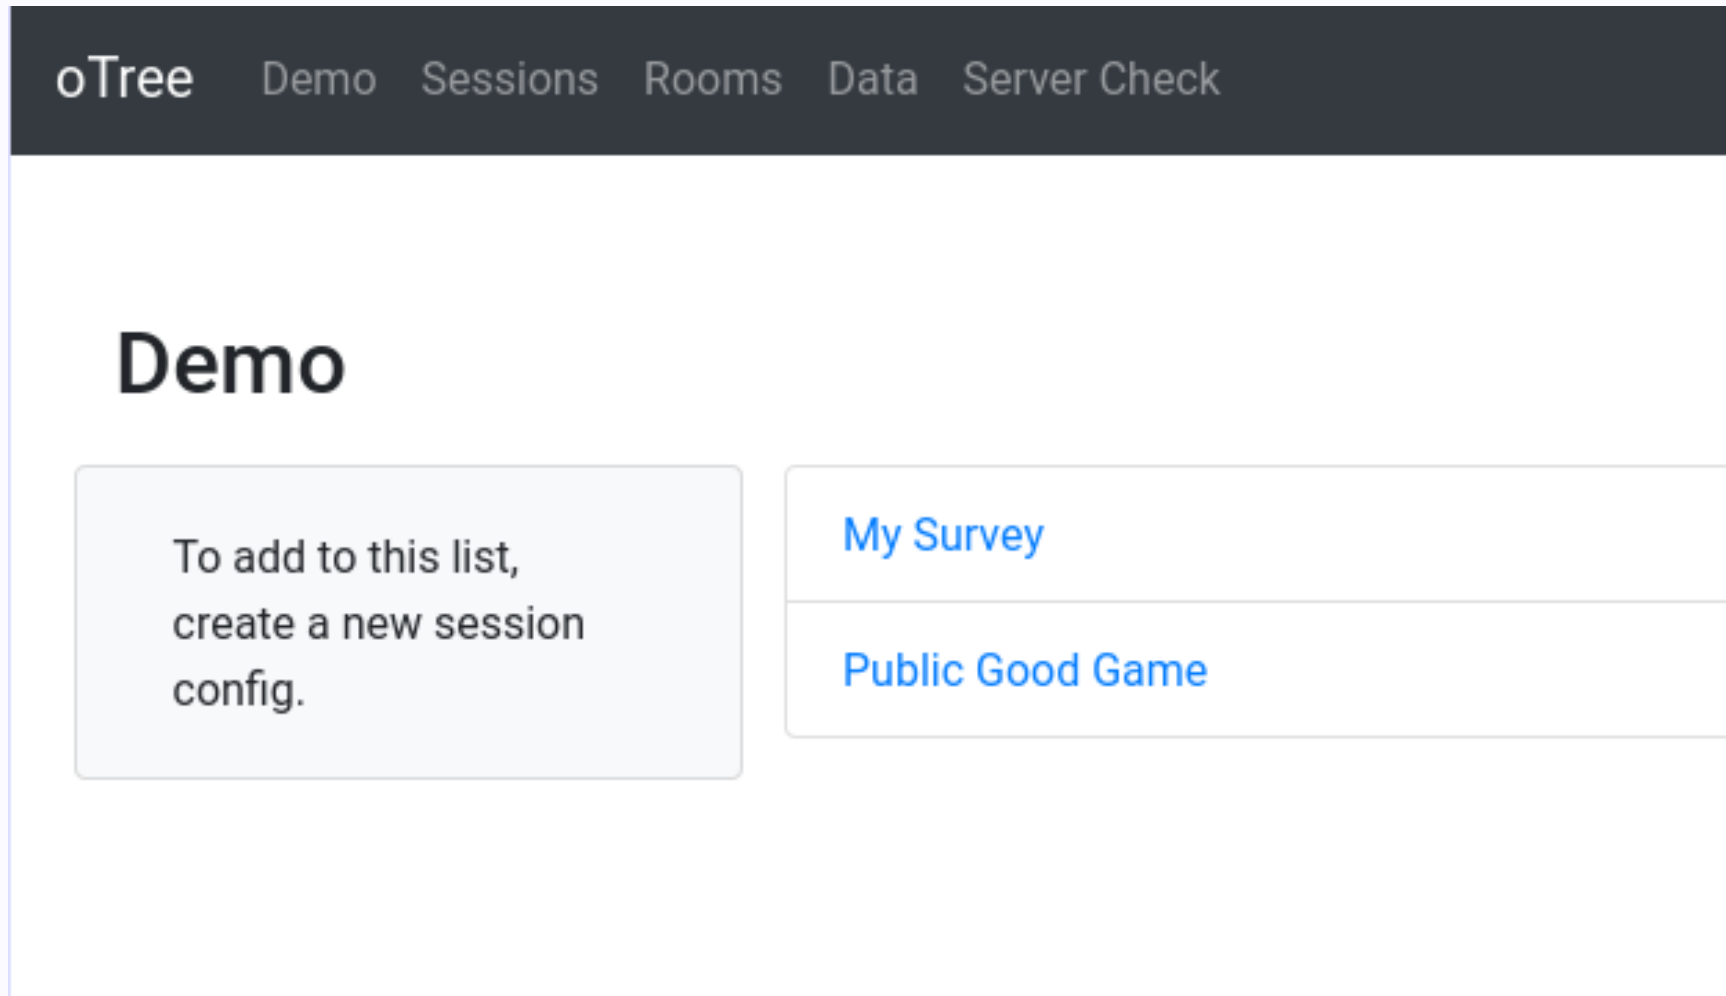 oTree Demo Sessions Rooms Data Server Check
Demo
To add to this list,
create a new session
config.
My Survey
Public Good Game